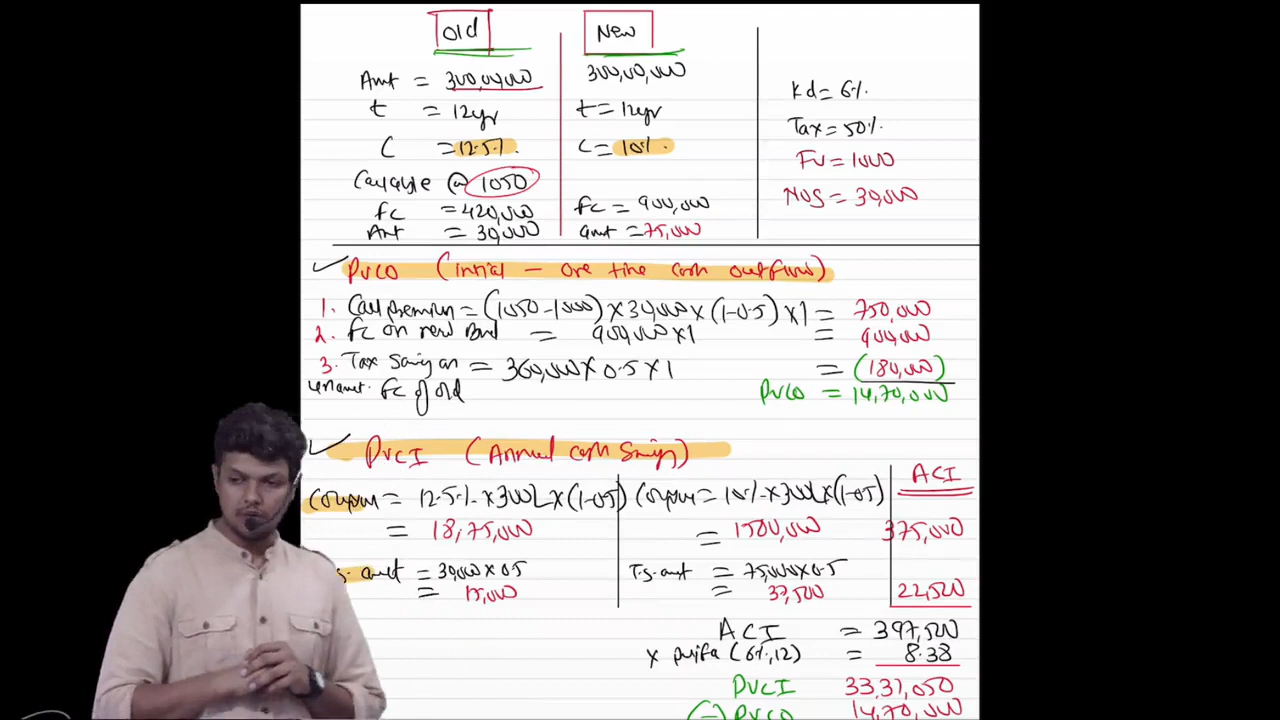 Old
New
Amt = 300,00,000
300,00,000
Kd = 6%
t = 12yr
t = 12yr
Tax = 50%
C = 12.5%
C = 10%
FV = 1000
Callable @ 1050
NOS = 30,000
fc = 420,000
fc = 900,000
Amt = 30,000
amt = 75,000
PVCO (initial - one time cash outflow)
1. Call premium = (1050-1000) x 30,000 x (1-0.5) x 1 = 750,000
2. fc on new Bond = 900,000 x 1 = 900,000
3. Tax Saving on = 360,000 x 0.5 x 1 = (180,000)
unamort. fc of old
PVCO = 14,70,000
PVCI (Annual cash Savings)
ACI
Coupon = 12.5% x 300L x (1-0.5)
Coupon = 10% x 300L x (1-0.5)
= 18,75,000
= 1500,000
375,000
s. amt = 30,000 x 0.5
T.s. amt = 75,000 x 0.5
= 15,000
= 37,500
22,500
ACI = 397,500
x pvifa (6%, 12) = 8.38
PVCI 33,31,050
(-) PVCO 14,70,000